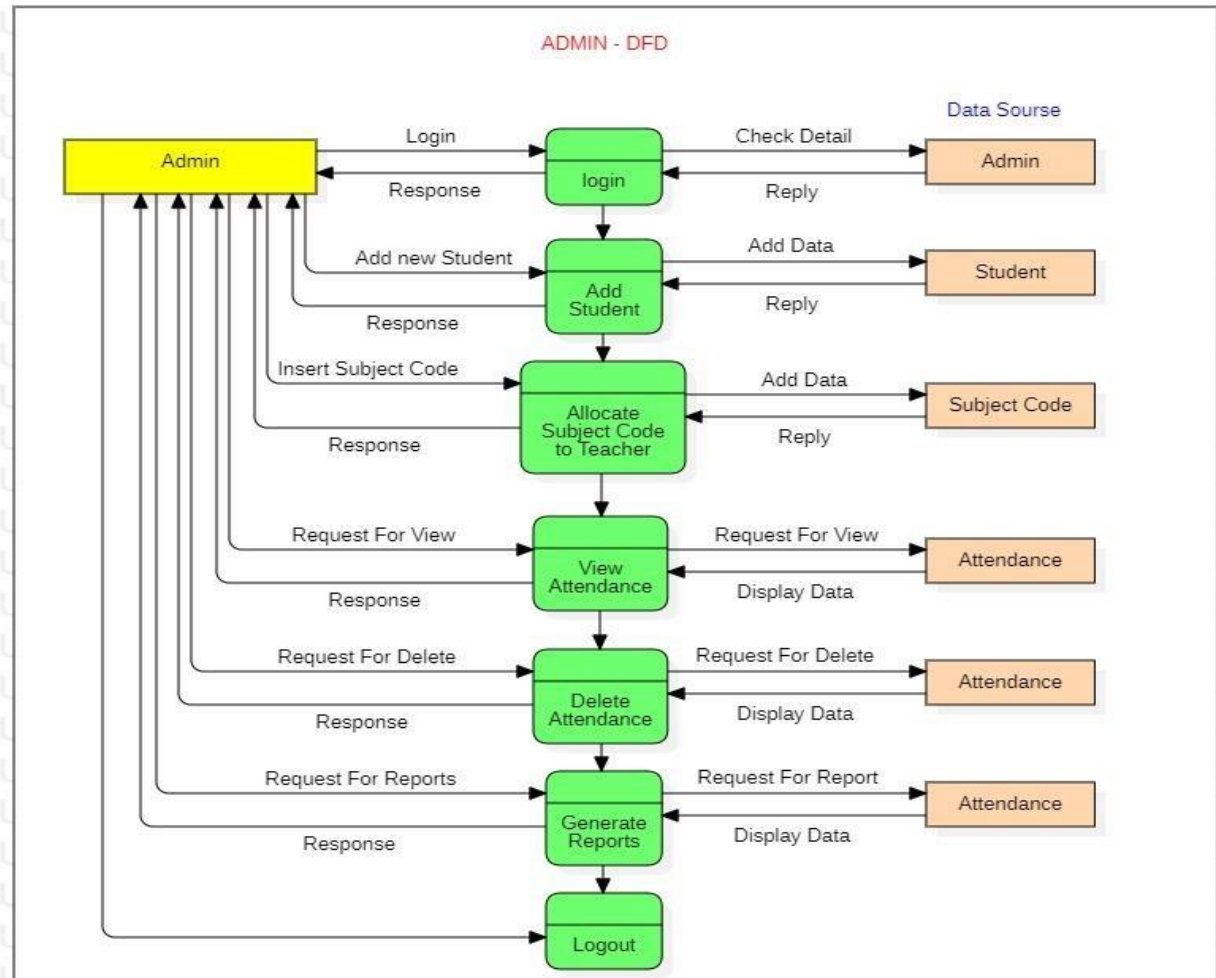 ADMIN - DFD
Data Sourse
Admin
Login
Response
login
Check Detail
Reply
Admin
Add new Student
Response
Add
Student
Add Data
Reply
Student
Insert Subject Code
Response
Allocate
Subject Code
to Teacher
Add Data
Reply
Subject Code
Request For View
Response
View
Attendance
Request For View
Display Data
Attendance
Request For Delete
Response
Delete
Attendance
Request For Delete
Display Data
Attendance
Request For Reports
Response
Generate
Reports
Request For Report
Display Data
Attendance
Logout